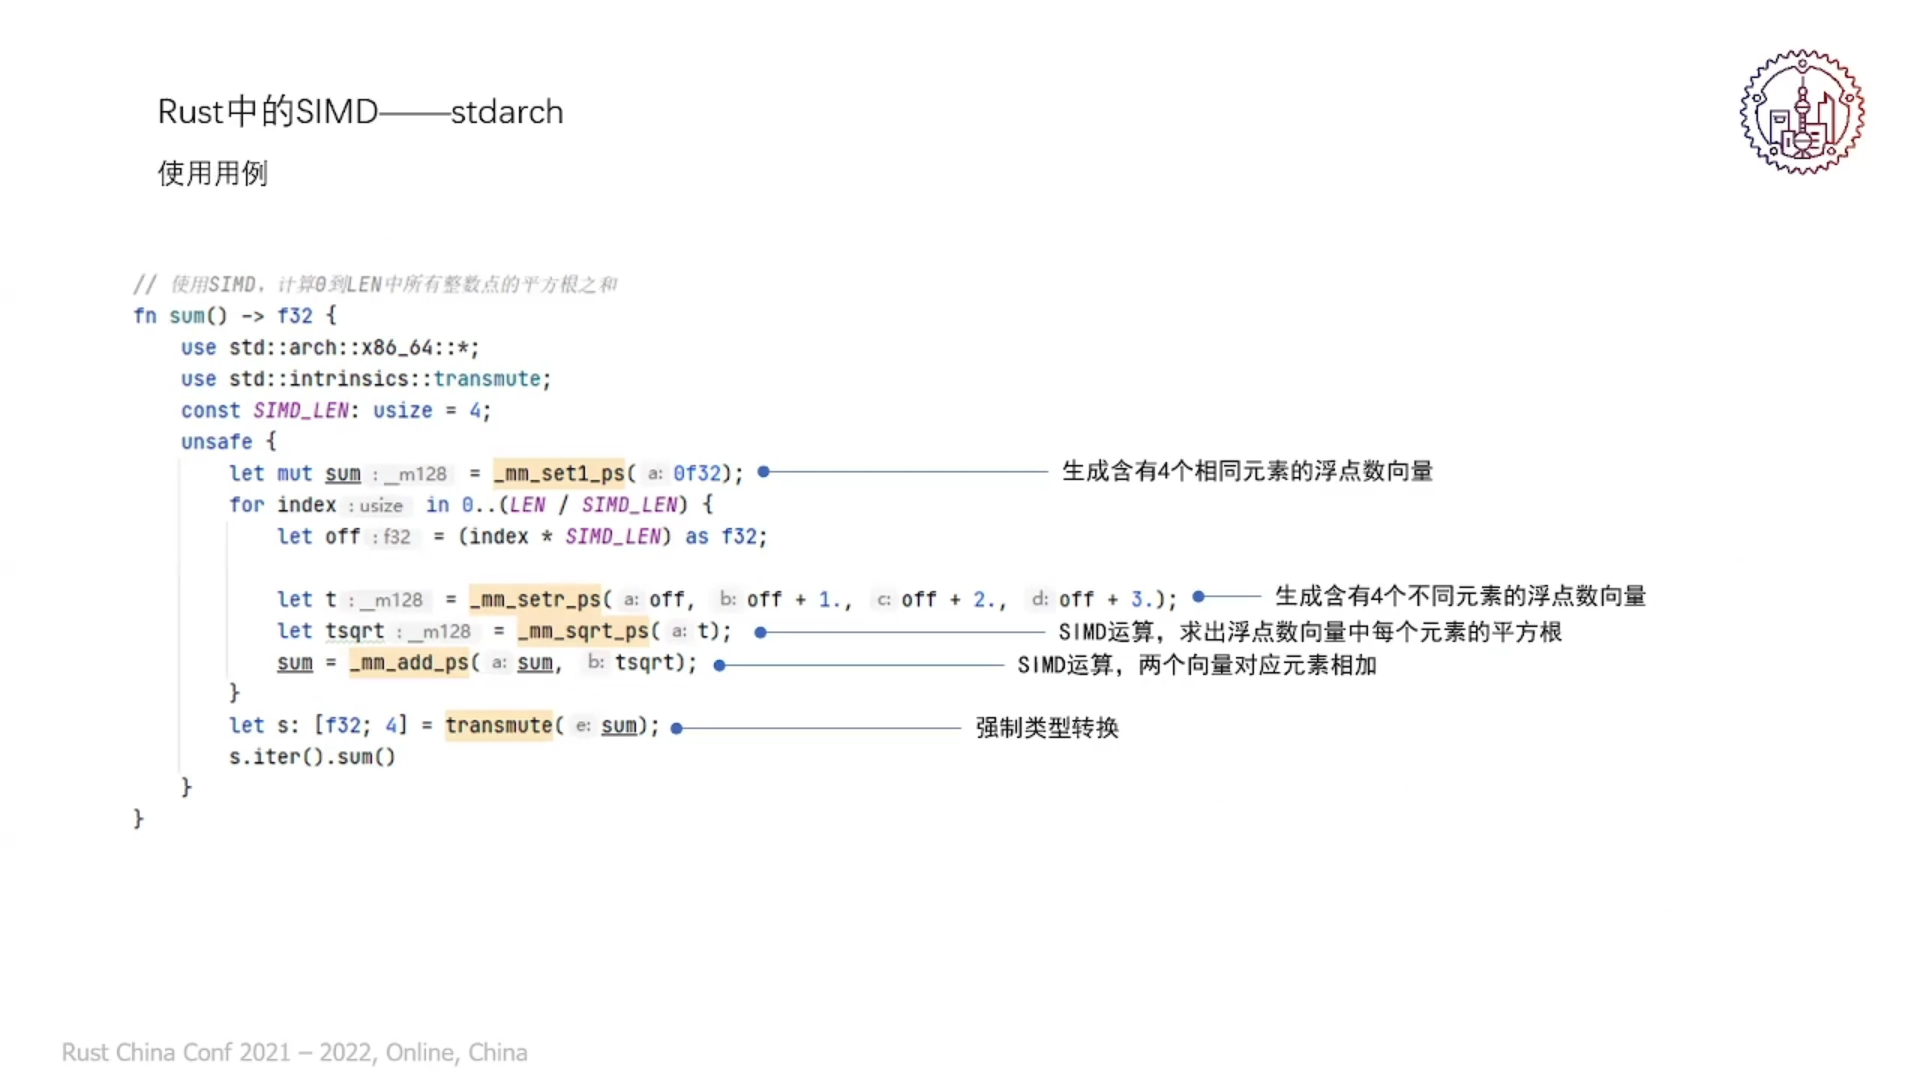 Rust中的SIMD——stdarch
使用用例
// 使用SIMD，计算0到LEN中所有整数点的平方根之和
fn sum() -> f32 {
use std::arch::x86_64::*;
use std::intrinsics::transmute;
const SIMD_LEN: usize = 4;
unsafe {
let mut sum : __m128 = _mm_set1_ps( a: 0f32); 生成含有4个相同元素的浮点数向量
for index : usize in 0..(LEN / SIMD_LEN) {
let off : f32 = (index * SIMD_LEN) as f32;
let t : __m128 = _mm_setr_ps( a: off, b: off + 1., c: off + 2., d: off + 3.); 生成含有4个不同元素的浮点数向量
let tsqrt : __m128 = _mm_sqrt_ps( a: t); SIMD运算，求出浮点数向量中每个元素的平方根
sum = _mm_add_ps( a: sum, b: tsqrt); SIMD运算，两个向量对应元素相加
}
let s: [f32; 4] = transmute( e: sum); 强制类型转换
s.iter().sum()
}
}
Rust China Conf 2021 – 2022, Online, China